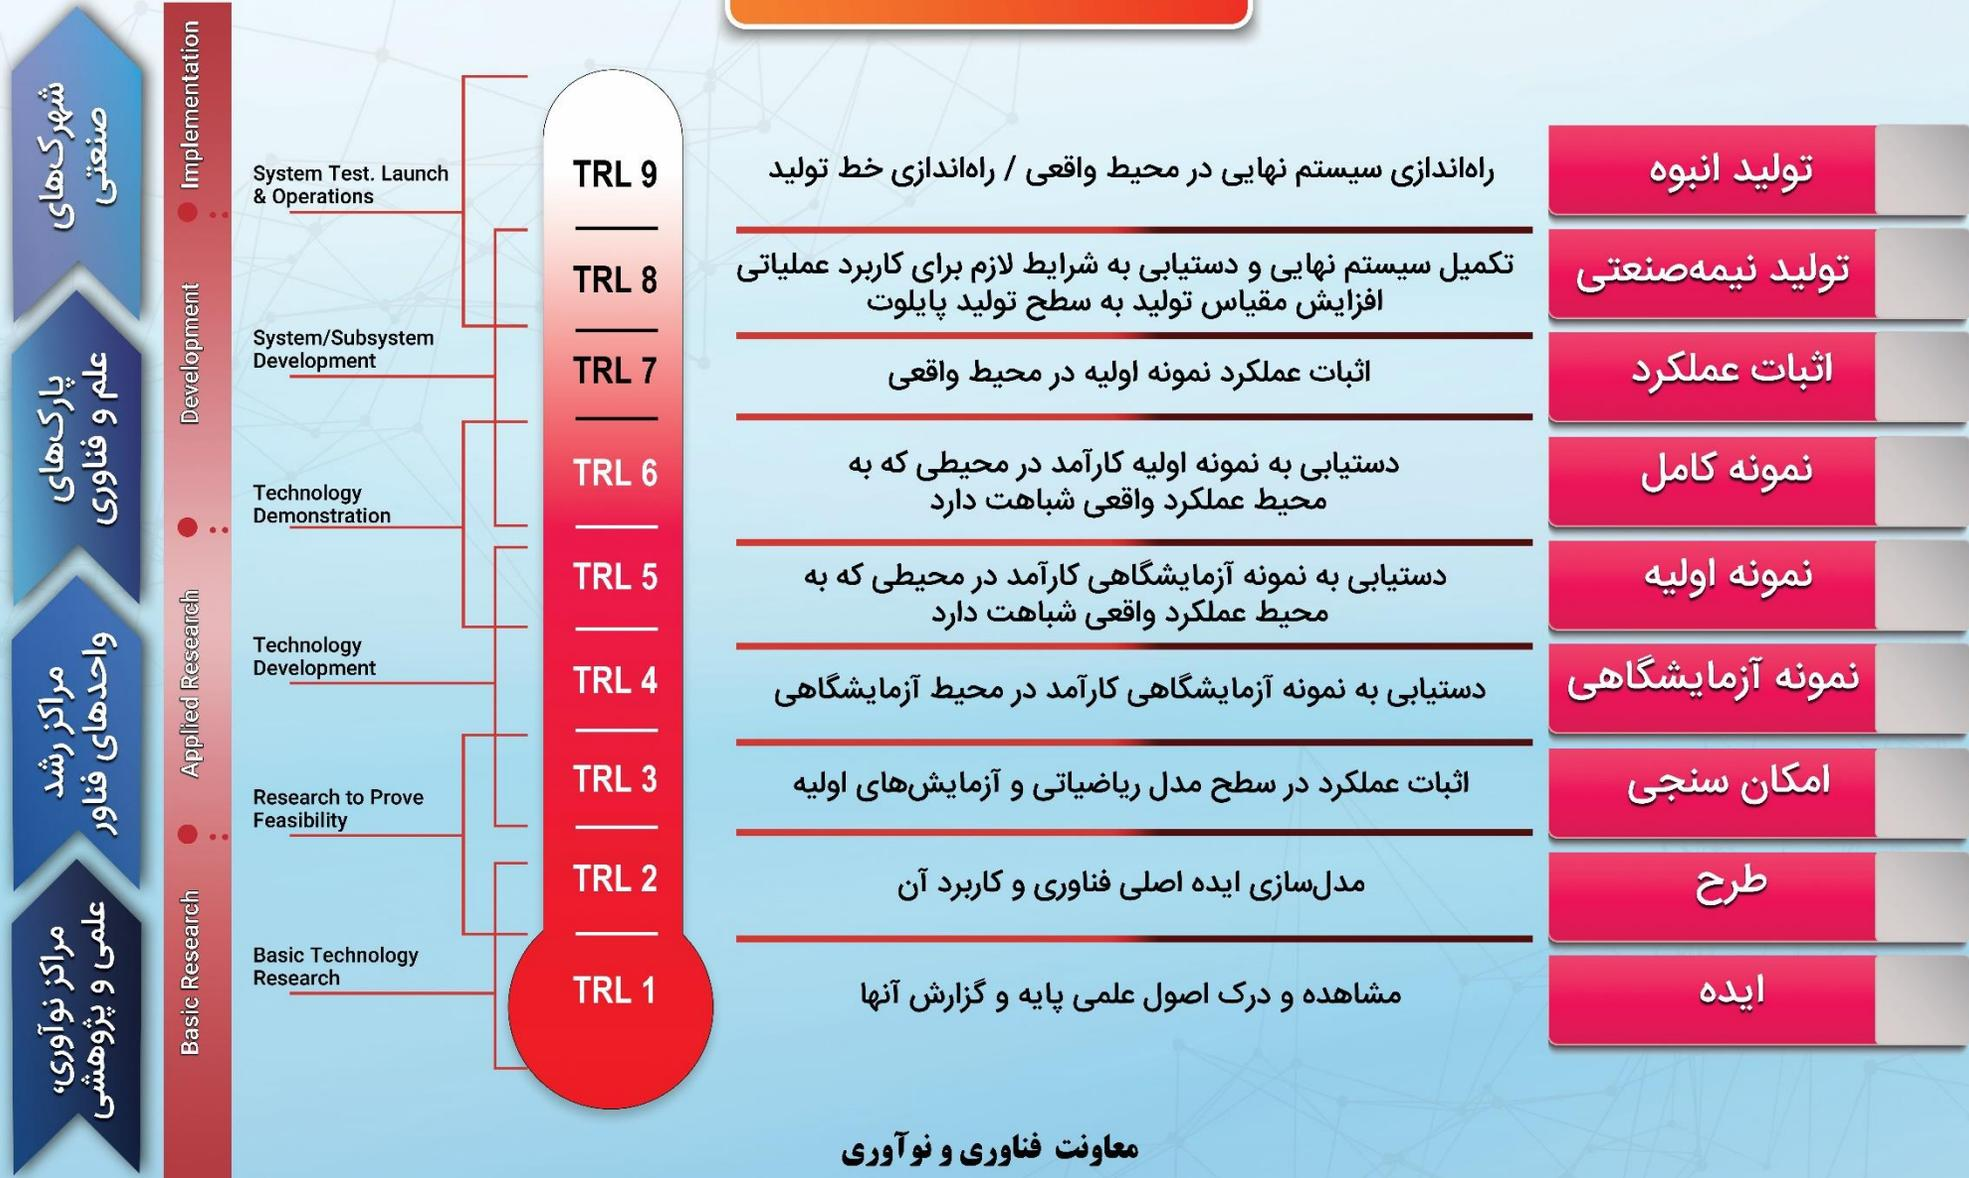 شهرک‌های
صنعتی
پارک‌های
علم و فناوری
مراکز رشد
واحدهای فناور
مراکز نوآوری،
علمی و پژوهشی
Implementation
Development
Applied Research
Basic Research
System Test. Launch
& Operations
System/Subsystem
Development
Technology
Demonstration
Technology
Development
Research to Prove
Feasibility
Basic Technology
Research
TRL 9
راه‌اندازی سیستم نهایی در محیط واقعی / راه‌اندازی خط تولید
تولید انبوه
TRL 8
تکمیل سیستم نهایی و دستیابی به شرایط لازم برای کاربرد عملیاتی
افزایش مقیاس تولید به سطح تولید پایلوت
تولید نیمه‌صنعتی
TRL 7
اثبات عملکرد نمونه اولیه در محیط واقعی
اثبات عملکرد
TRL 6
دستیابی به نمونه اولیه کارآمد در محیطی که به
محیط عملکرد واقعی شباهت دارد
نمونه کامل
TRL 5
دستیابی به نمونه آزمایشگاهی کارآمد در محیطی که به
محیط عملکرد واقعی شباهت دارد
نمونه اولیه
TRL 4
دستیابی به نمونه آزمایشگاهی کارآمد در محیط آزمایشگاهی
نمونه آزمایشگاهی
TRL 3
اثبات عملکرد در سطح مدل ریاضیاتی و آزمایش‌های اولیه
امکان سنجی
TRL 2
مدل‌سازی ایده اصلی فناوری و کاربرد آن
طرح
TRL 1
مشاهده و درک اصول علمی پایه و گزارش آنها
ایده
معاونت فناوری و نوآوری